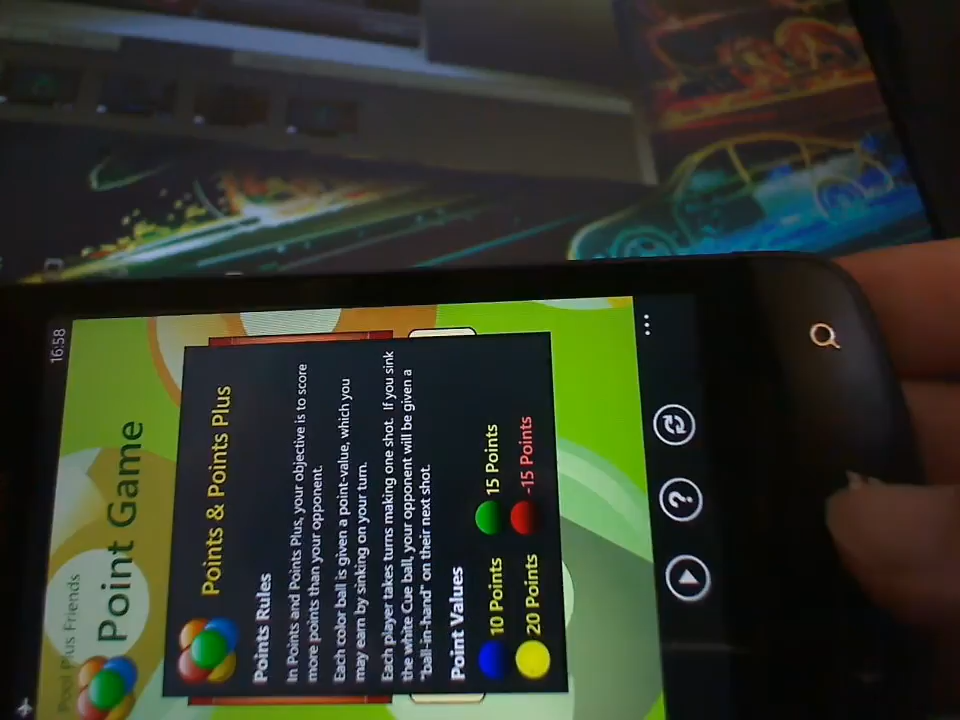 16:58
Pool Plus Friends
Point Game
Points & Points Plus
Points Rules
In Points and Points Plus, your objective is to score
more points than your opponent.
Each color ball is given a point-value, which you
may earn by sinking on your turn.
Each player takes turns making one shot. If you sink
the white Cue ball, your opponent will be given a
"ball-in-hand" on their next shot.
Point Values
10 Points 15 Points
20 Points -15 Points